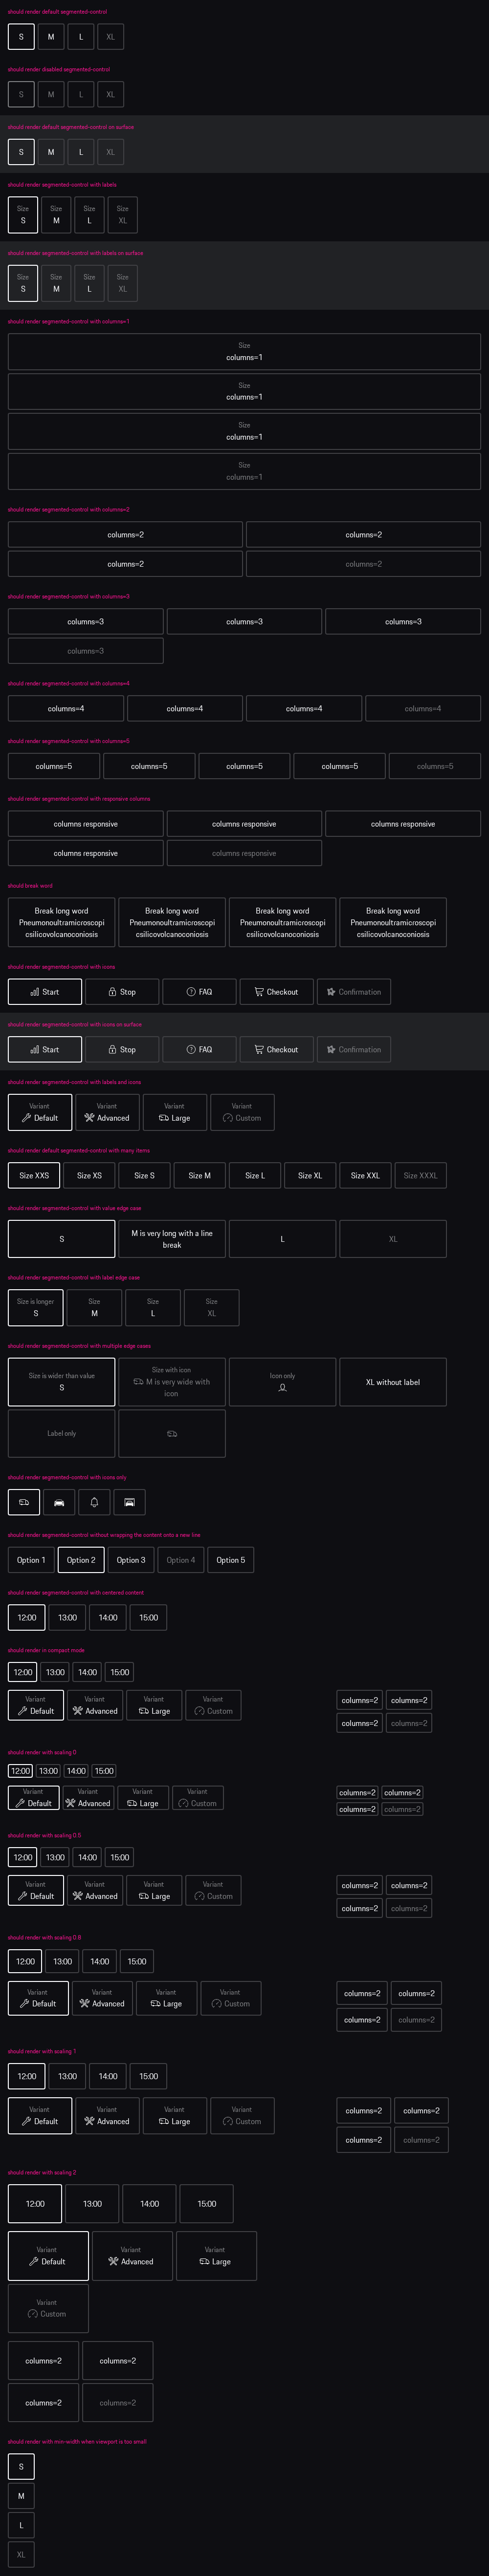 should render default segmented-control
S M L XL
should render disabled segmented-control
S M L XL
should render default segmented-control on surface
S M L XL
should render segmented-control with labels
Size Size Size Size
S M L XL
should render segmented-control with labels on surface
Size Size Size Size
S M L XL
should render segmented-control with columns=1
Size
columns=1
Size
columns=1
Size
columns=1
Size
columns=1
should render segmented-control with columns=2
columns=2 columns=2
columns=2 columns=2
should render segmented-control with columns=3
columns=3 columns=3 columns=3
columns=3
should render segmented-control with columns=4
columns=4 columns=4 columns=4 columns=4
should render segmented-control with columns=5
columns=5 columns=5 columns=5 columns=5 columns=5
should render segmented-control with responsive columns
columns responsive columns responsive columns responsive
columns responsive columns responsive
should break word
Break long word Break long word Break long word Break long word
Pneumonoultramicroscopi Pneumonoultramicroscopi Pneumonoultramicroscopi Pneumonoultramicroscopi
csilicovolcanoconiosis csilicovolcanoconiosis csilicovolcanoconiosis csilicovolcanoconiosis
should render segmented-control with icons
Start Stop FAQ Checkout Confirmation
should render segmented-control with icons on surface
Start Stop FAQ Checkout Confirmation
should render segmented-control with labels and icons
Variant Variant Variant Variant
Default Advanced Large Custom
should render default segmented-control with many items
Size XXS Size XS Size S Size M Size L Size XL Size XXL Size XXXL
should render segmented-control with value edge case
S M is very long with a line break L XL
should render segmented-control with label edge case
Size is longer Size Size Size
S M L XL
should render segmented-control with multiple edge cases
Size is wider than value Size with icon Icon only XL without label
S M is very wide with icon
Label only
should render segmented-control with icons only
should render segmented-control without wrapping the content onto a new line
Option 1 Option 2 Option 3 Option 4 Option 5
should render segmented-control with centered content
12:00 13:00 14:00 15:00
should render in compact mode
12:00 13:00 14:00 15:00
Variant Variant Variant Variant
Default Advanced Large Custom
columns=2 columns=2
columns=2 columns=2
should render with scaling 0
12:00 13:00 14:00 15:00
Variant Variant Variant Variant
Default Advanced Large Custom
columns=2 columns=2
columns=2 columns=2
should render with scaling 0.5
12:00 13:00 14:00 15:00
Variant Variant Variant Variant
Default Advanced Large Custom
columns=2 columns=2
columns=2 columns=2
should render with scaling 0.8
12:00 13:00 14:00 15:00
Variant Variant Variant Variant
Default Advanced Large Custom
columns=2 columns=2
columns=2 columns=2
should render with scaling 1
12:00 13:00 14:00 15:00
Variant Variant Variant Variant
Default Advanced Large Custom
columns=2 columns=2
columns=2 columns=2
should render with scaling 2
12:00 13:00 14:00 15:00
Variant Variant Variant
Default Advanced Large
Variant
Custom
columns=2 columns=2
columns=2 columns=2
should render with min-width when viewport is too small
S
M
L
XL